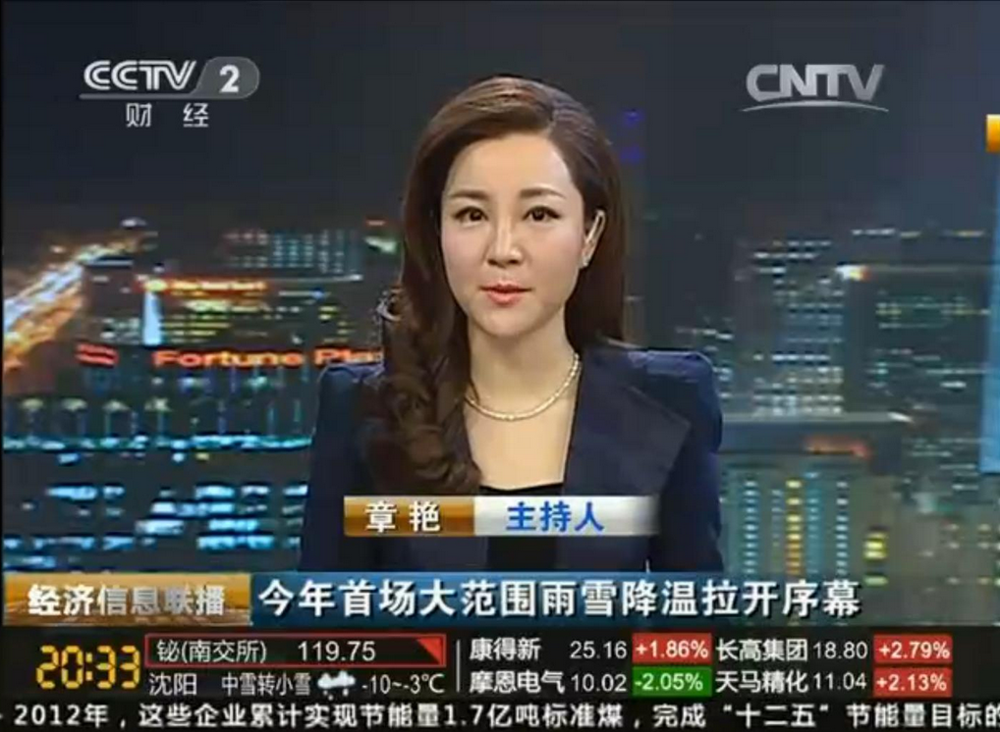 CCTV 2
财 经
CNTV
Fortune Pla
章 艳 主持人
经济信息联播 今年首场大范围雨雪降温拉开序幕
20:33
铋(南交所) 119.75
沈阳 中雪转小雪 -10~-3℃
康得新 25.16 +1.86% 长高集团 18.80 +2.79%
摩恩电气 10.02 -2.05% 天马精化 11.04 +2.13%
2012年，这些企业累计实现节能量1.7亿吨标准煤，完成“十二五”节能量目标的